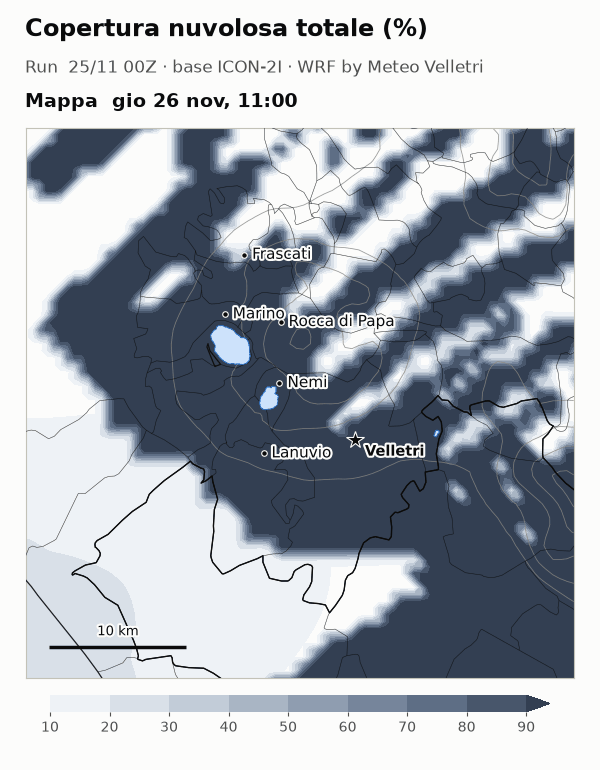 Copertura nuvolosa totale (%)
Run  25/11 00Z · base ICON-2I · WRF by Meteo Velletri
Mappa  gio 26 nov, 11:00
Frascati
Marino
Rocca di Papa
Nemi
Velletri
Lanuvio
10 km
10 20 30 40 50 60 70 80 90